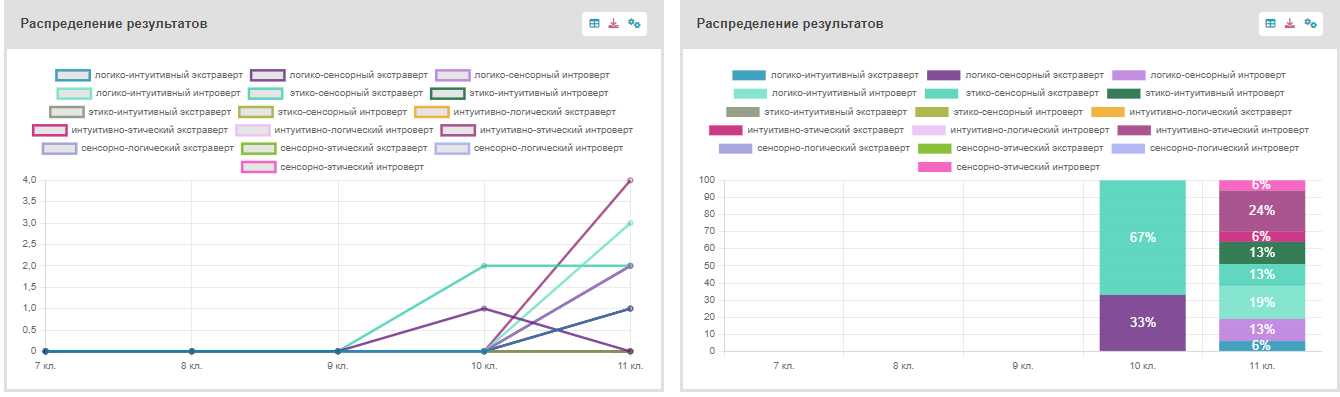 Распределение результатов
логико-интуитивный экстраверт логико-сенсорный экстраверт логико-сенсорный интроверт
логико-интуитивный интроверт этико-сенсорный экстраверт этико-интуитивный интроверт
этико-интуитивный экстраверт этико-сенсорный интроверт интуитивно-логический экстраверт
интуитивно-этический экстраверт интуитивно-логический интроверт интуитивно-этический интроверт
сенсорно-логический экстраверт сенсорно-этический экстраверт сенсорно-логический интроверт
сенсорно-этический интроверт
4,0
3,5
3,0
2,5
2,0
1,5
1,0
0,5
0
7 кл. 8 кл. 9 кл. 10 кл. 11 кл.
Распределение результатов
логико-интуитивный экстраверт логико-сенсорный экстраверт логико-сенсорный интроверт
логико-интуитивный интроверт этико-сенсорный экстраверт этико-интуитивный интроверт
этико-интуитивный экстраверт этико-сенсорный интроверт интуитивно-логический экстраверт
интуитивно-этический экстраверт интуитивно-логический интроверт интуитивно-этический интроверт
сенсорно-логический экстраверт сенсорно-этический экстраверт сенсорно-логический интроверт
сенсорно-этический интроверт
100
90
80
70
60
50
40
30
20
10
0
67%
33%
6%
24%
6%
13%
13%
19%
13%
6%
7 кл. 8 кл. 9 кл. 10 кл. 11 кл.